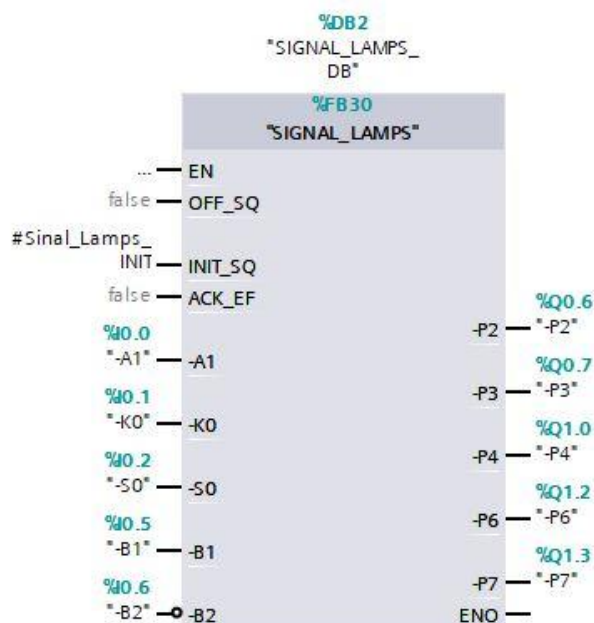 %DB2
"SIGNAL_LAMPS_
DB"
%FB30
"SIGNAL_LAMPS"
... EN
false OFF_SQ
#Sinal_Lamps_
INIT INIT_SQ
false ACK_EF
%Q0.6
-P2 "-P2"
%I0.0
"-A1" -A1
%Q0.7
-P3 "-P3"
%I0.1
"-K0" -K0
%Q1.0
-P4 "-P4"
%I0.2
"-S0" -S0
%Q1.2
-P6 "-P6"
%I0.5
"-B1" -B1
%Q1.3
-P7 "-P7"
%I0.6
"-B2" -B2
ENO